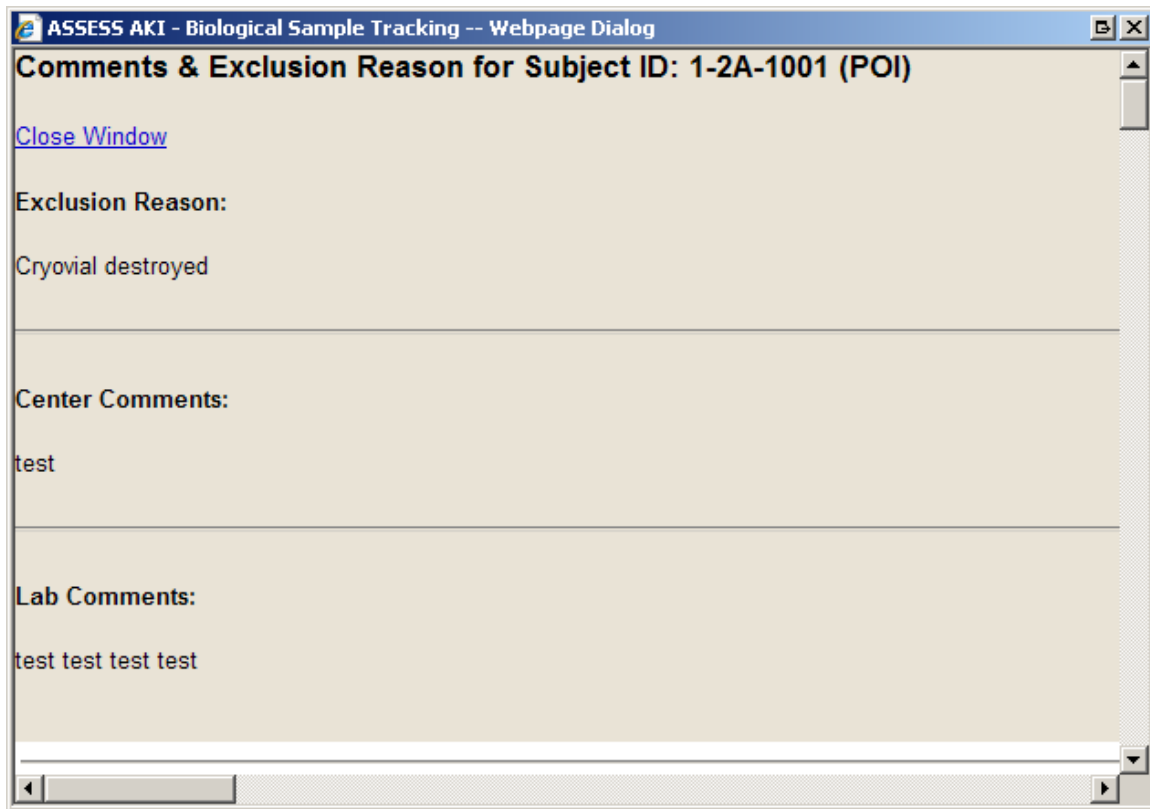 ASSESS AKI - Biological Sample Tracking -- Webpage Dialog
Comments & Exclusion Reason for Subject ID: 1-2A-1001 (POI)
Close Window
Exclusion Reason:
Cryovial destroyed
Center Comments:
test
Lab Comments:
test test test test